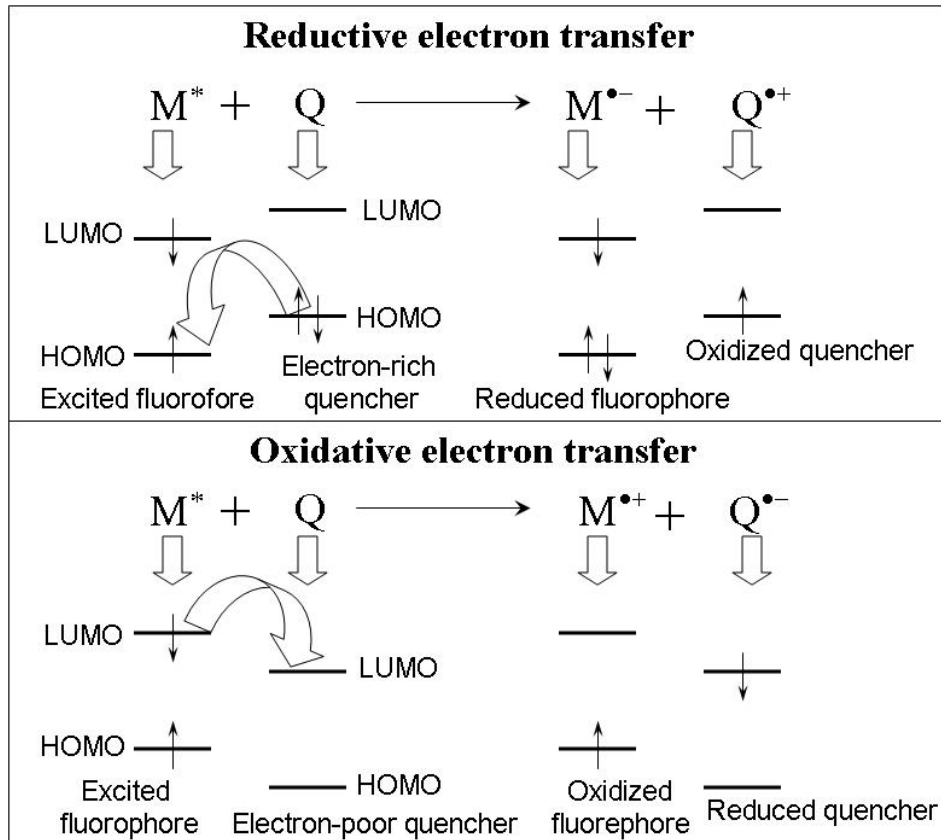 Reductive electron transfer
M* + Q M•− + Q•+
LUMO LUMO
HOMO HOMO
Excited fluorofore
Electron-rich
quencher
Reduced fluorophore
Oxidized quencher
Oxidative electron transfer
M* + Q M•+ + Q•−
LUMO LUMO
HOMO HOMO
Excited
fluorophore
Electron-poor quencher
Oxidized
fluorephore
Reduced quencher